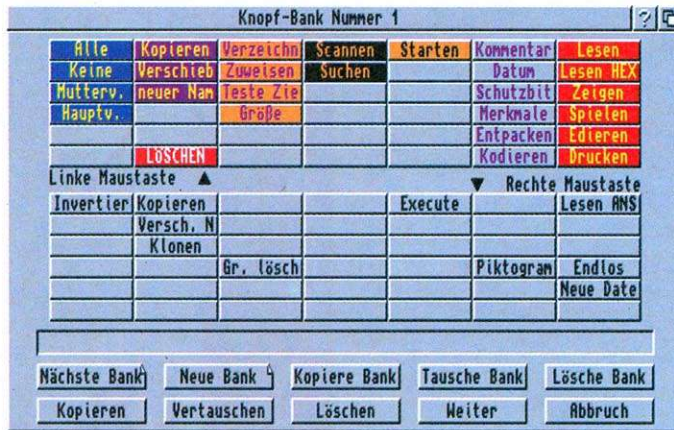 Knopf-Bank Nummer 1 ?
Alle Kopieren Verzeichn Scannen Starten Kommentar Lesen
Keine Verschieb Zuweisen Suchen Datum Lesen HEX
Mutterv. neuer Nam Teste Zie Schutzbit Zeigen
Hauptv. Größe Merkmale Spielen
Entpacken Edieren
LÖSCHEN Kodieren Drucken
Linke Maustaste ▲ ▼ Rechte Maustaste
Invertier Kopieren Execute Lesen ANS
Versch. N
Klonen
Gr. lösch Piktogram Endlos
Neue Date
Nächste Bank Neue Bank Kopiere Bank Tausche Bank Lösche Bank
Kopieren Vertauschen Löschen Weiter Abbruch